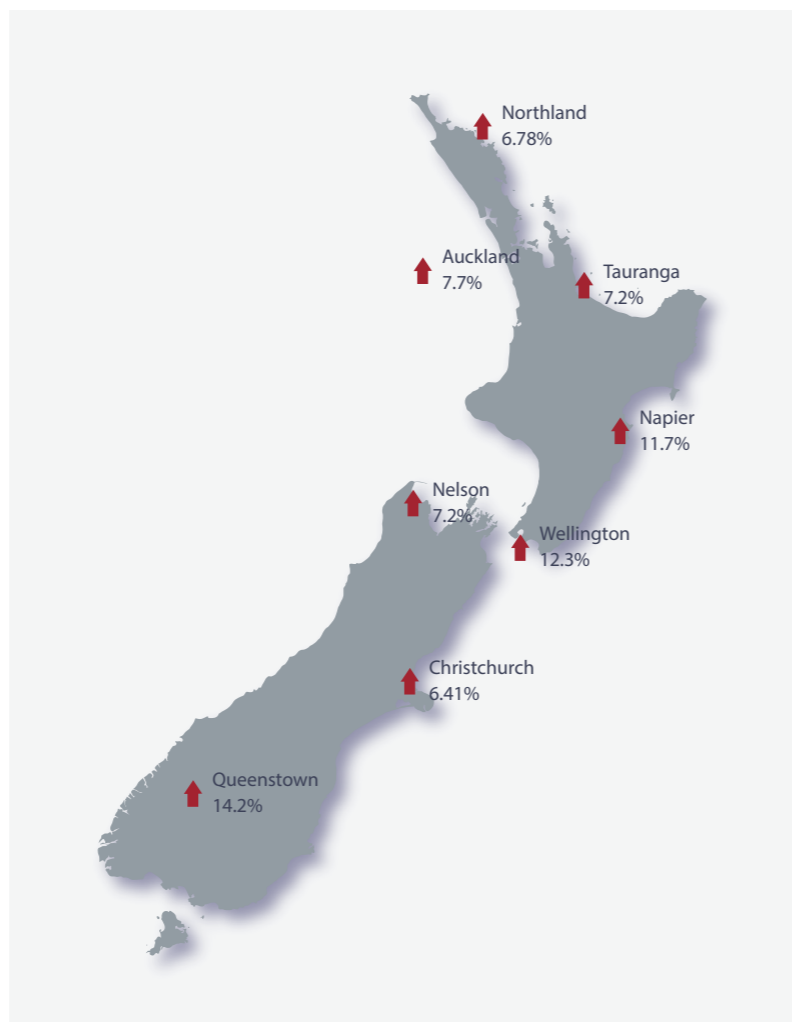 Northland
6.78%
Auckland
7.7%
Tauranga
7.2%
Napier
11.7%
Nelson
7.2%
Wellington
12.3%
Christchurch
6.41%
Queenstown
14.2%